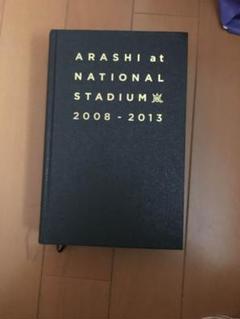 ARASHI at
NATIONAL
STADIUM
2008 - 2013